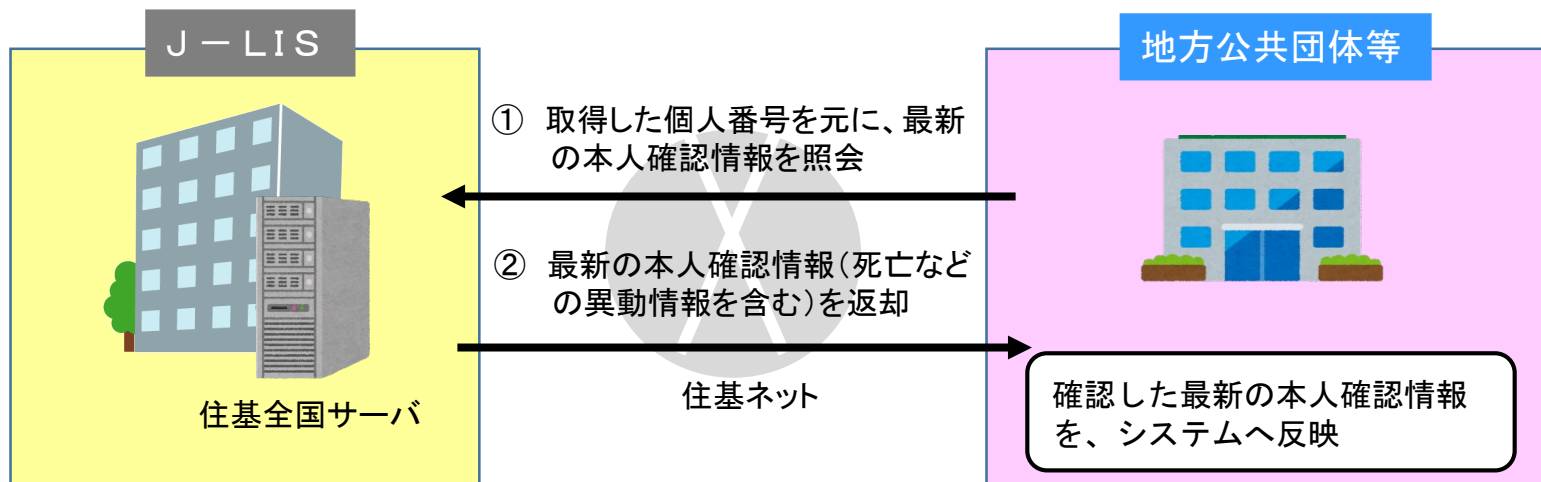 J－LIS
地方公共団体等
① 取得した個人番号を元に、最新
の本人確認情報を照会
② 最新の本人確認情報（死亡など
の異動情報を含む）を返却
住基ネット
住基全国サーバ
確認した最新の本人確認情報
を、システムへ反映